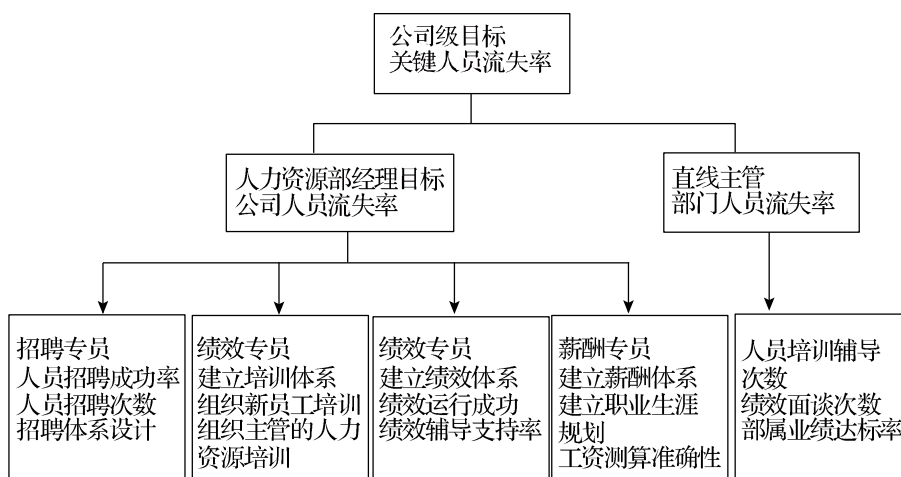 公司级目标
关键人员流失率
人力资源部经理目标
公司人员流失率
直线主管
部门人员流失率
招聘专员
人员招聘成功率
人员招聘次数
招聘体系设计
绩效专员
建立培训体系
组织新员工培训
组织主管的人力
资源培训
绩效专员
建立绩效体系
绩效运行成功
绩效辅导支持率
薪酬专员
建立薪酬体系
建立职业生涯
规划
工资测算准确性
人员培训辅导
次数
绩效面谈次数
部属业绩达标率